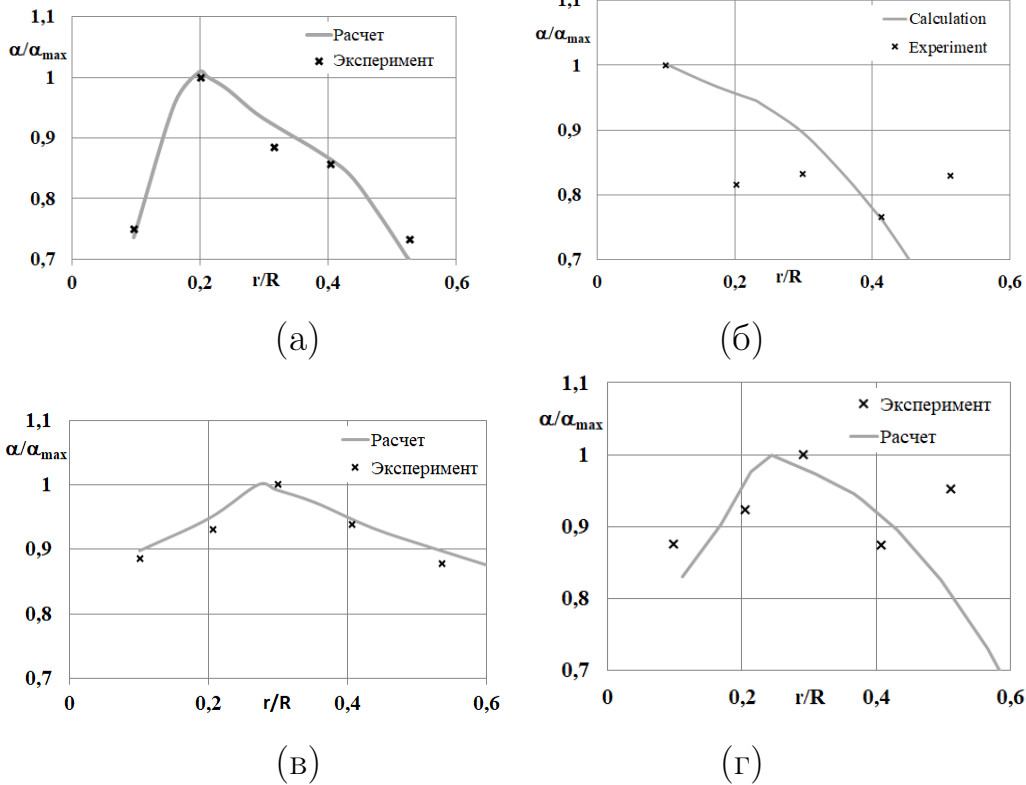 1,1
α/αmax
1
0,9
0,8
0,7
0
0,2
r/R
0,4
0,6
Расчет
Эксперимент
(а)
1,1
α/αmax
1
0,9
0,8
0,7
0
0,2
r/R
0,4
0,6
Calculation
Experiment
(б)
1,1
α/αmax
1
0,9
0,8
0,7
0
0,2
r/R
0,4
0,6
Расчет
Эксперимент
(в)
1,1
α/αmax
1
0,9
0,8
0,7
0
0,2
r/R
0,4
0,6
Эксперимент
Расчет
(г)